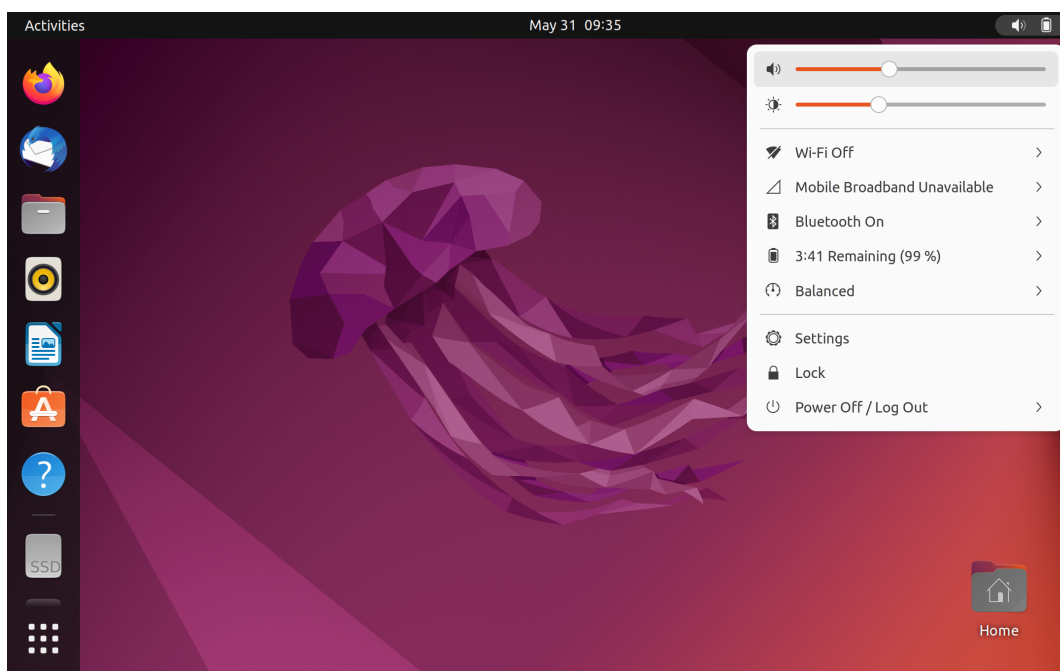 Activities
May 31 09:35
Wi-Fi Off
Mobile Broadband Unavailable
Bluetooth On
3:41 Remaining (99 %)
Balanced
Settings
Lock
Power Off / Log Out
SSD
Home